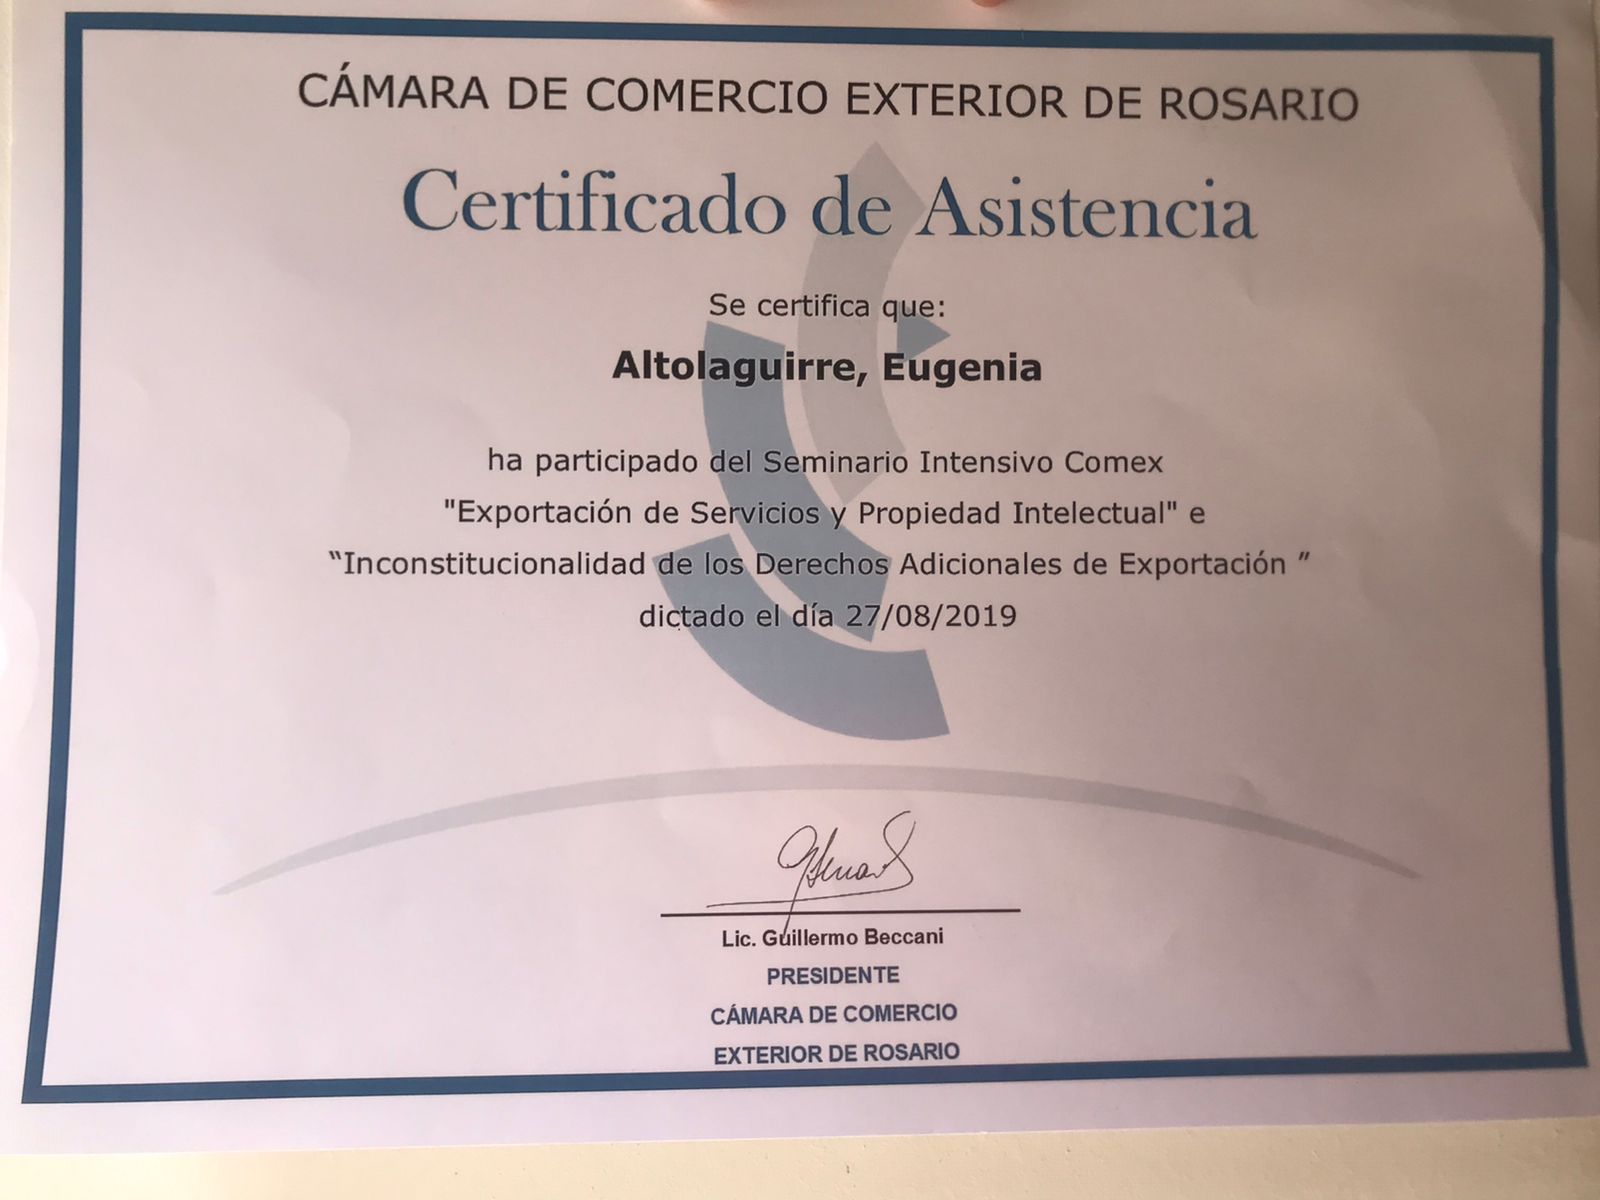 CÁMARA DE COMERCIO EXTERIOR DE ROSARIO
Certificado de Asistencia
Se certifica que:
Altolaguirre, Eugenia
ha participado del Seminario Intensivo Comex
"Exportación de Servicios y Propiedad Intelectual" e
“Inconstitucionalidad de los Derechos Adicionales de Exportación ”
dictado el día 27/08/2019
Lic. Guillermo Beccani
PRESIDENTE
CÁMARA DE COMERCIO
EXTERIOR DE ROSARIO